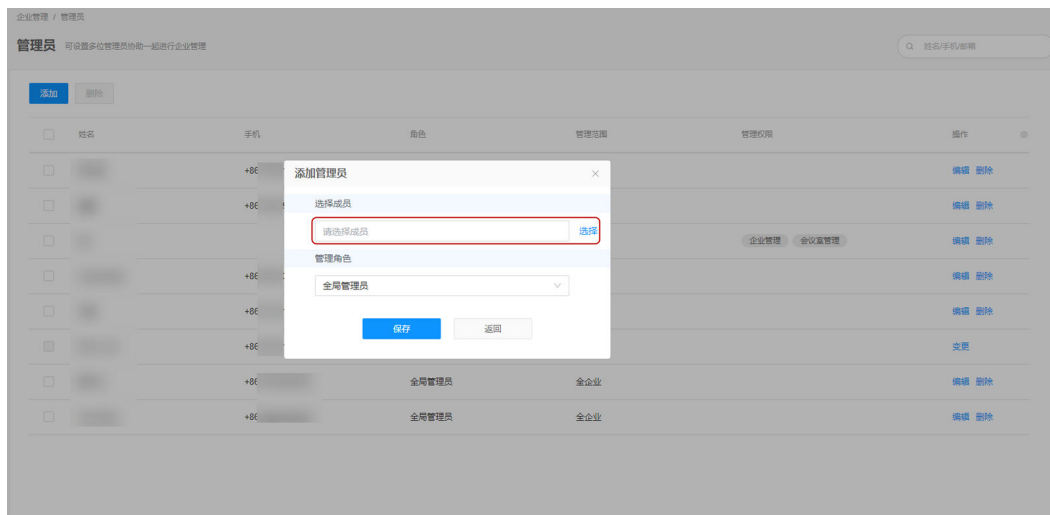 企业管理 / 管理员
管理员 可设置多位管理员协助一起进行企业管理
姓名/手机/邮箱
添加 删除
姓名 手机 角色 管理范围 管理权限 操作
+86 编辑 删除
+86 编辑 删除
企业管理 会议室管理 编辑 删除
+86 编辑 删除
+86 编辑 删除
+86 变更
+86 全局管理员 全企业 编辑 删除
+86 全局管理员 全企业 编辑 删除
添加管理员
选择成员
请选择成员 选择
管理角色
全局管理员
保存 返回